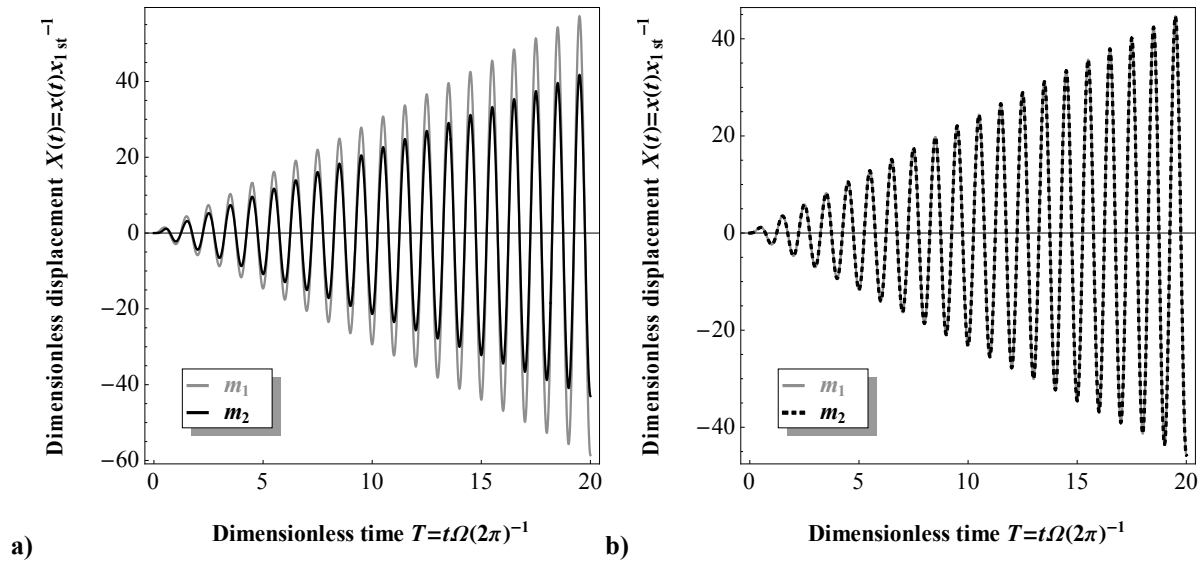 Dimensionless displacement X(t)=x(t)x₁ st⁻¹
40
20
0
−20
−40
−60
m₁
m₂
0
5
10
15
20
Dimensionless time T=tΩ(2π)⁻¹
a)
Dimensionless displacement X(t)=x(t)x₁ st⁻¹
40
20
0
−20
−40
m₁
m₂
0
5
10
15
20
Dimensionless time T=tΩ(2π)⁻¹
b)